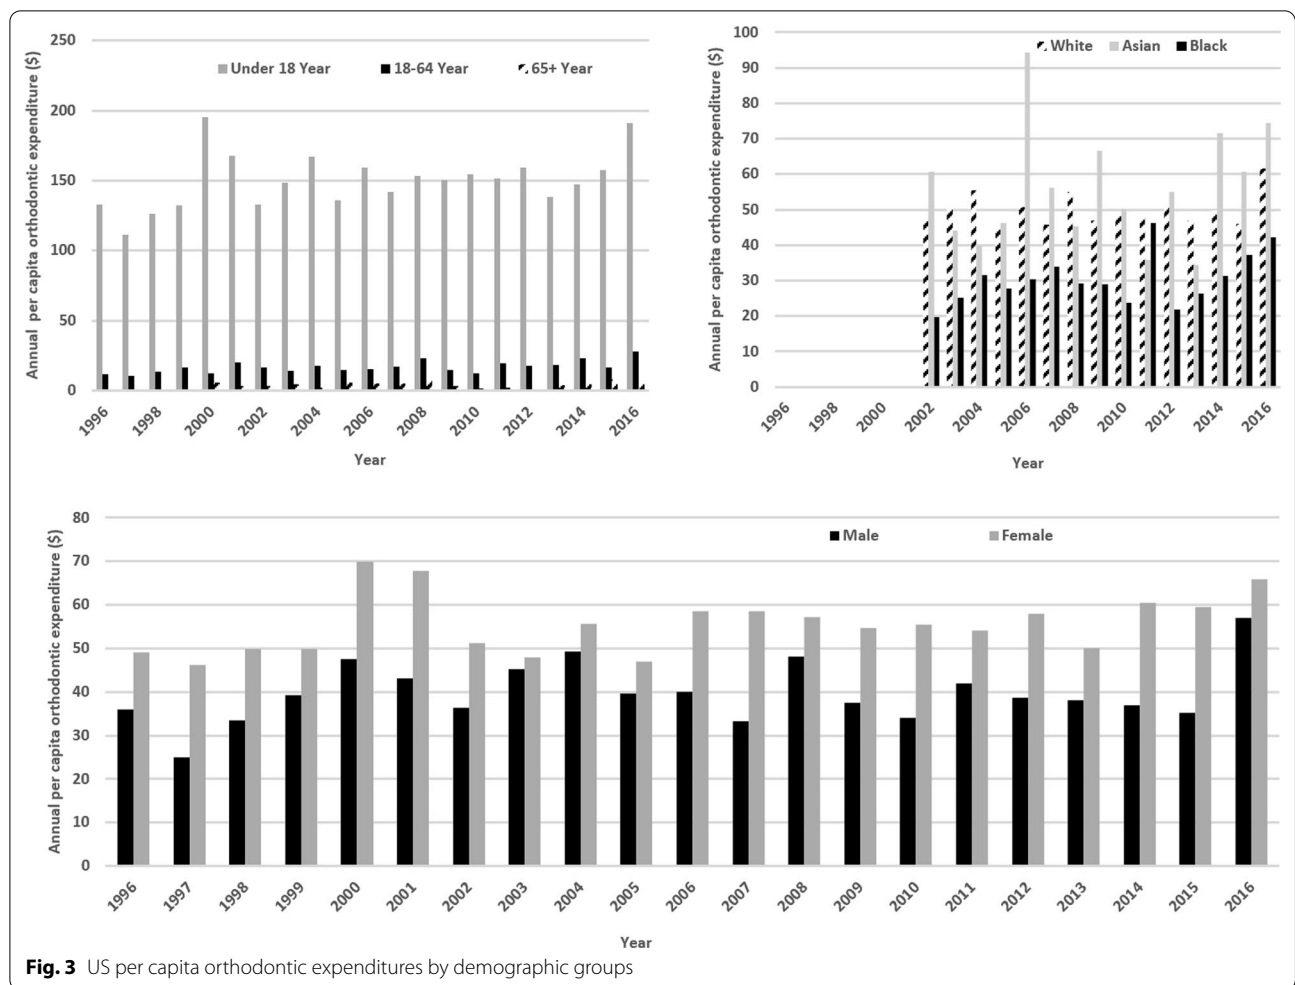 Annual per capita orthodontic expenditure ($)
250
200
150
100
50
0
Under 18 Year 18-64 Year 65+ Year
1996 1998 2000 2002 2004 2006 2008 2010 2012 2014 2016
Year
Annual per capita orthodontic expenditure ($)
100
90
80
70
60
50
40
30
20
10
0
White Asian Black
1996 1998 2000 2002 2004 2006 2008 2010 2012 2014 2016
Year
Annual per capita orthodontic expenditure ($)
80
70
60
50
40
30
20
10
0
Male Female
1996 1997 1998 1999 2000 2001 2002 2003 2004 2005 2006 2007 2008 2009 2010 2011 2012 2013 2014 2015 2016
Year
Fig. 3 US per capita orthodontic expenditures by demographic groups